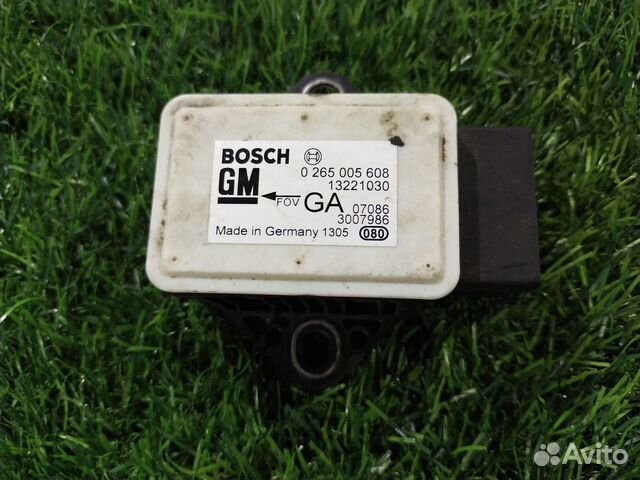 BOSCH 0 265 005 608
GM 13221030
FOV GA 07086
3007986
Made in Germany 1305 080
Avito